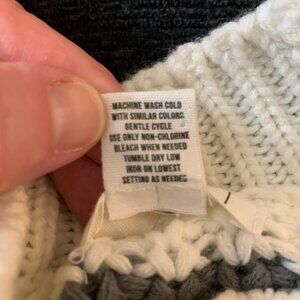 MACHINE WASH COLD
WITH SIMILAR COLORS
GENTLE CYCLE
USE ONLY NON-CHLORINE
BLEACH WHEN NEEDED
TUMBLE DRY LOW
IRON ON LOWEST
SETTING AS NEEDED